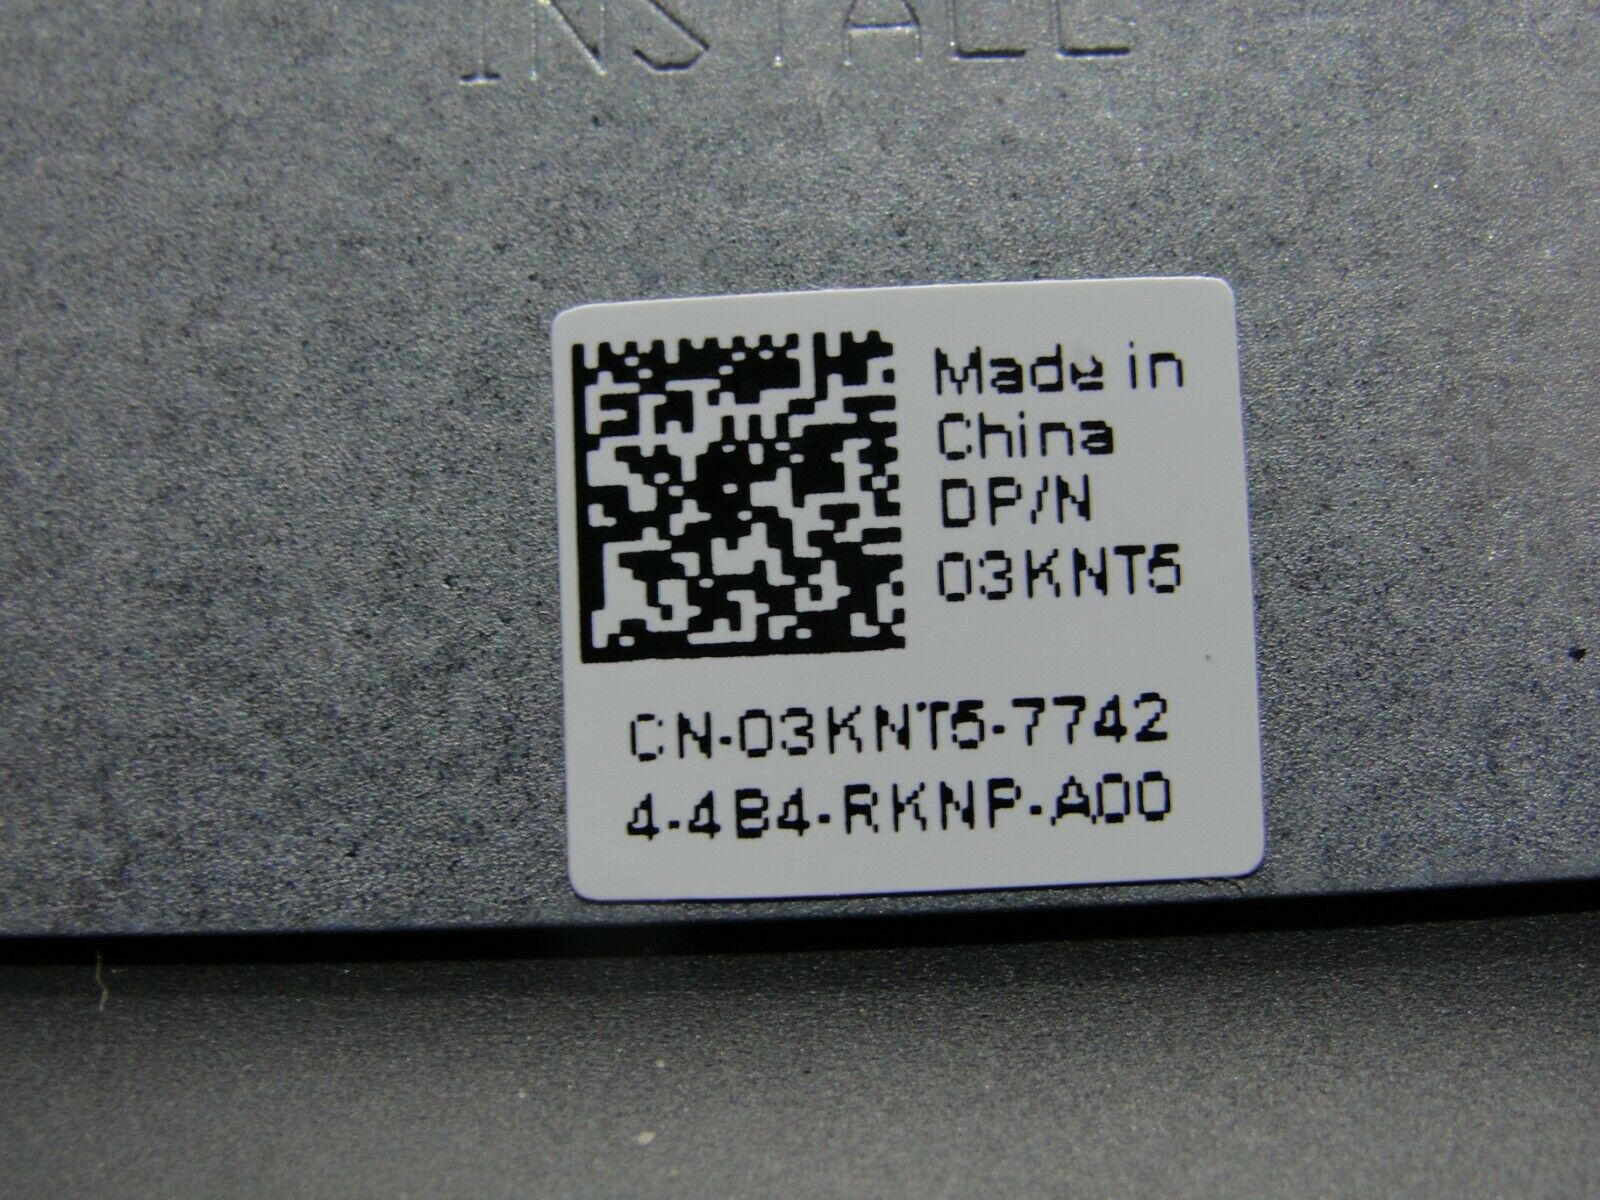 INSTALL
Made in
China
DP/N
03KNT5
CN-03KNT5-7742
4-4B4-RKNP-A00